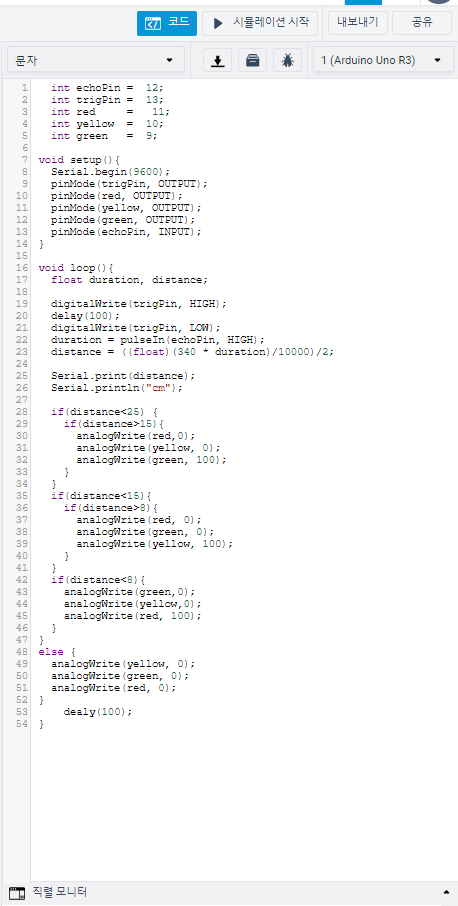 </> 코드 시뮬레이션 시작 내보내기 공유
문자 1 (Arduino Uno R3)
1 int echoPin = 12;
2 int trigPin = 13;
3 int red = 11;
4 int yellow = 10;
5 int green = 9;
6
7 void setup(){
8 Serial.begin(9600);
9 pinMode(trigPin, OUTPUT);
10 pinMode(red, OUTPUT);
11 pinMode(yellow, OUTPUT);
12 pinMode(green, OUTPUT);
13 pinMode(echoPin, INPUT);
14 }
15
16 void loop(){
17 float duration, distance;
18
19 digitalWrite(trigPin, HIGH);
20 delay(100);
21 digitalWrite(trigPin, LOW);
22 duration = pulseIn(echoPin, HIGH);
23 distance = ((float)(340 * duration)/10000)/2;
24
25 Serial.print(distance);
26 Serial.println("cm");
27
28 if(distance<25) {
29 if(distance>15){
30 analogWrite(red,0);
31 analogWrite(yellow, 0);
32 analogWrite(green, 100);
33 }
34 }
35 if(distance<15){
36 if(distance>8){
37 analogWrite(red, 0);
38 analogWrite(green, 0);
39 analogWrite(yellow, 100);
40 }
41 }
42 if(distance<8){
43 analogWrite(green,0);
44 analogWrite(yellow,0);
45 analogWrite(red, 100);
46 }
47 }
48 else {
49 analogWrite(yellow, 0);
50 analogWrite(green, 0);
51 analogWrite(red, 0);
52 }
53 dealy(100);
54 }
직렬 모니터